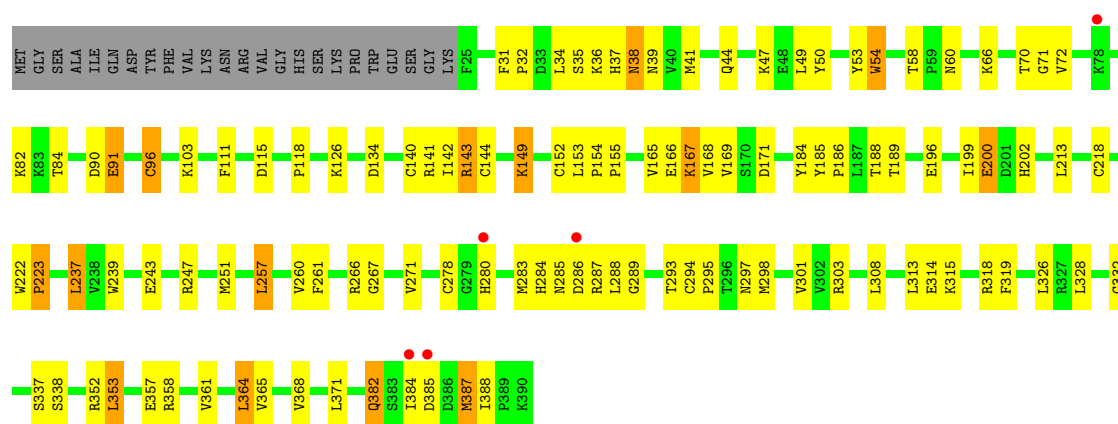 MET GLY SER ALA ILE GLN ASP TYR PHE VAL LYS ASN ALA ARG VAL GLY HIS SER LYS PRO TRP GLU SER GLY LYS F25 F31 P32 D33 L34 S35 K36 H37 N38 N39 V40 M41 Q44 K47 E48 L49 Y50 Y53 W54 T58 P59 N60 K66 T70 G71 V72 K78
K82 K83 T84 D90 E91 C96 K103 F111 D115 P118 K126 D134 C140 R141 I142 R143 C144 K149 C152 L153 P154 P155 V165 E166 K167 V168 V169 S170 D171 Y184 Y185 P186 L187 T188 T189 E196 I199 E200 D201 H202 L213 C218
W222 P223 L237 V238 W239 E243 R247 M251 L257 V260 F261 R266 G267 V271 C278 G279 H280 M283 H284 N285 D286 R287 L288 G289 T293 C294 P295 T296 N297 M298 V301 V302 R303 L308 L313 E314 K315 R318 F319 L326 R327 L328
S337 S338 R352 L353 E357 R358 V361 L364 V365 V368 L371 Q382 S383 I384 D385 D386 M387 I388 P389 K390